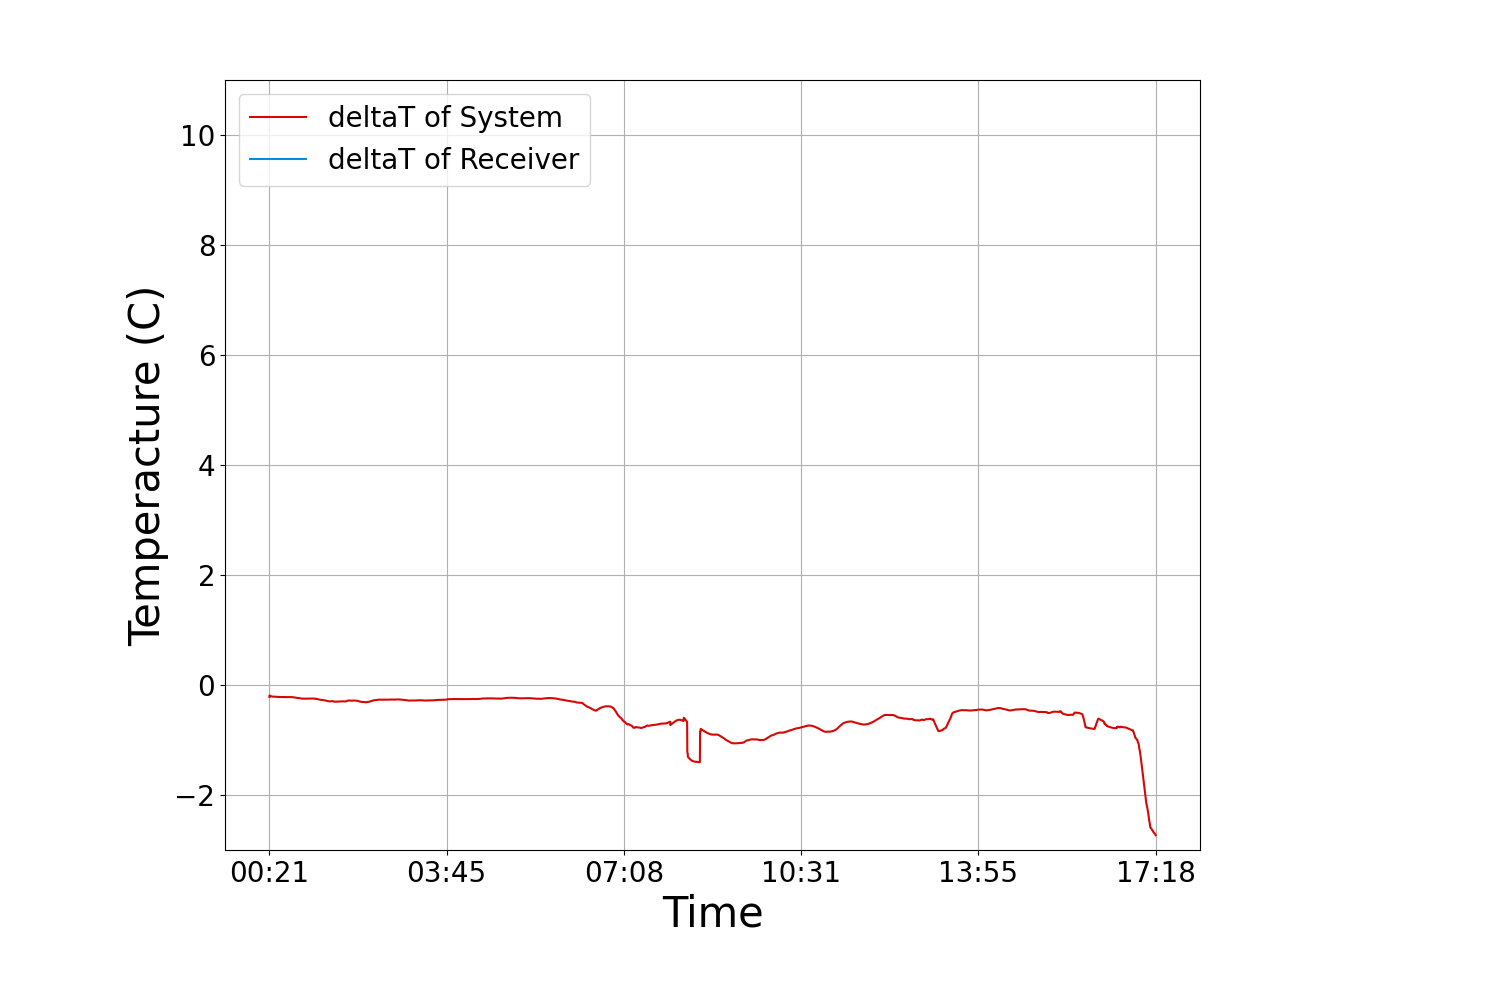 deltaT of System
deltaT of Receiver
10
8
6
4
2
0
−2
Temperacture (C)
00:21 03:45 07:08 10:31 13:55 17:18
Time